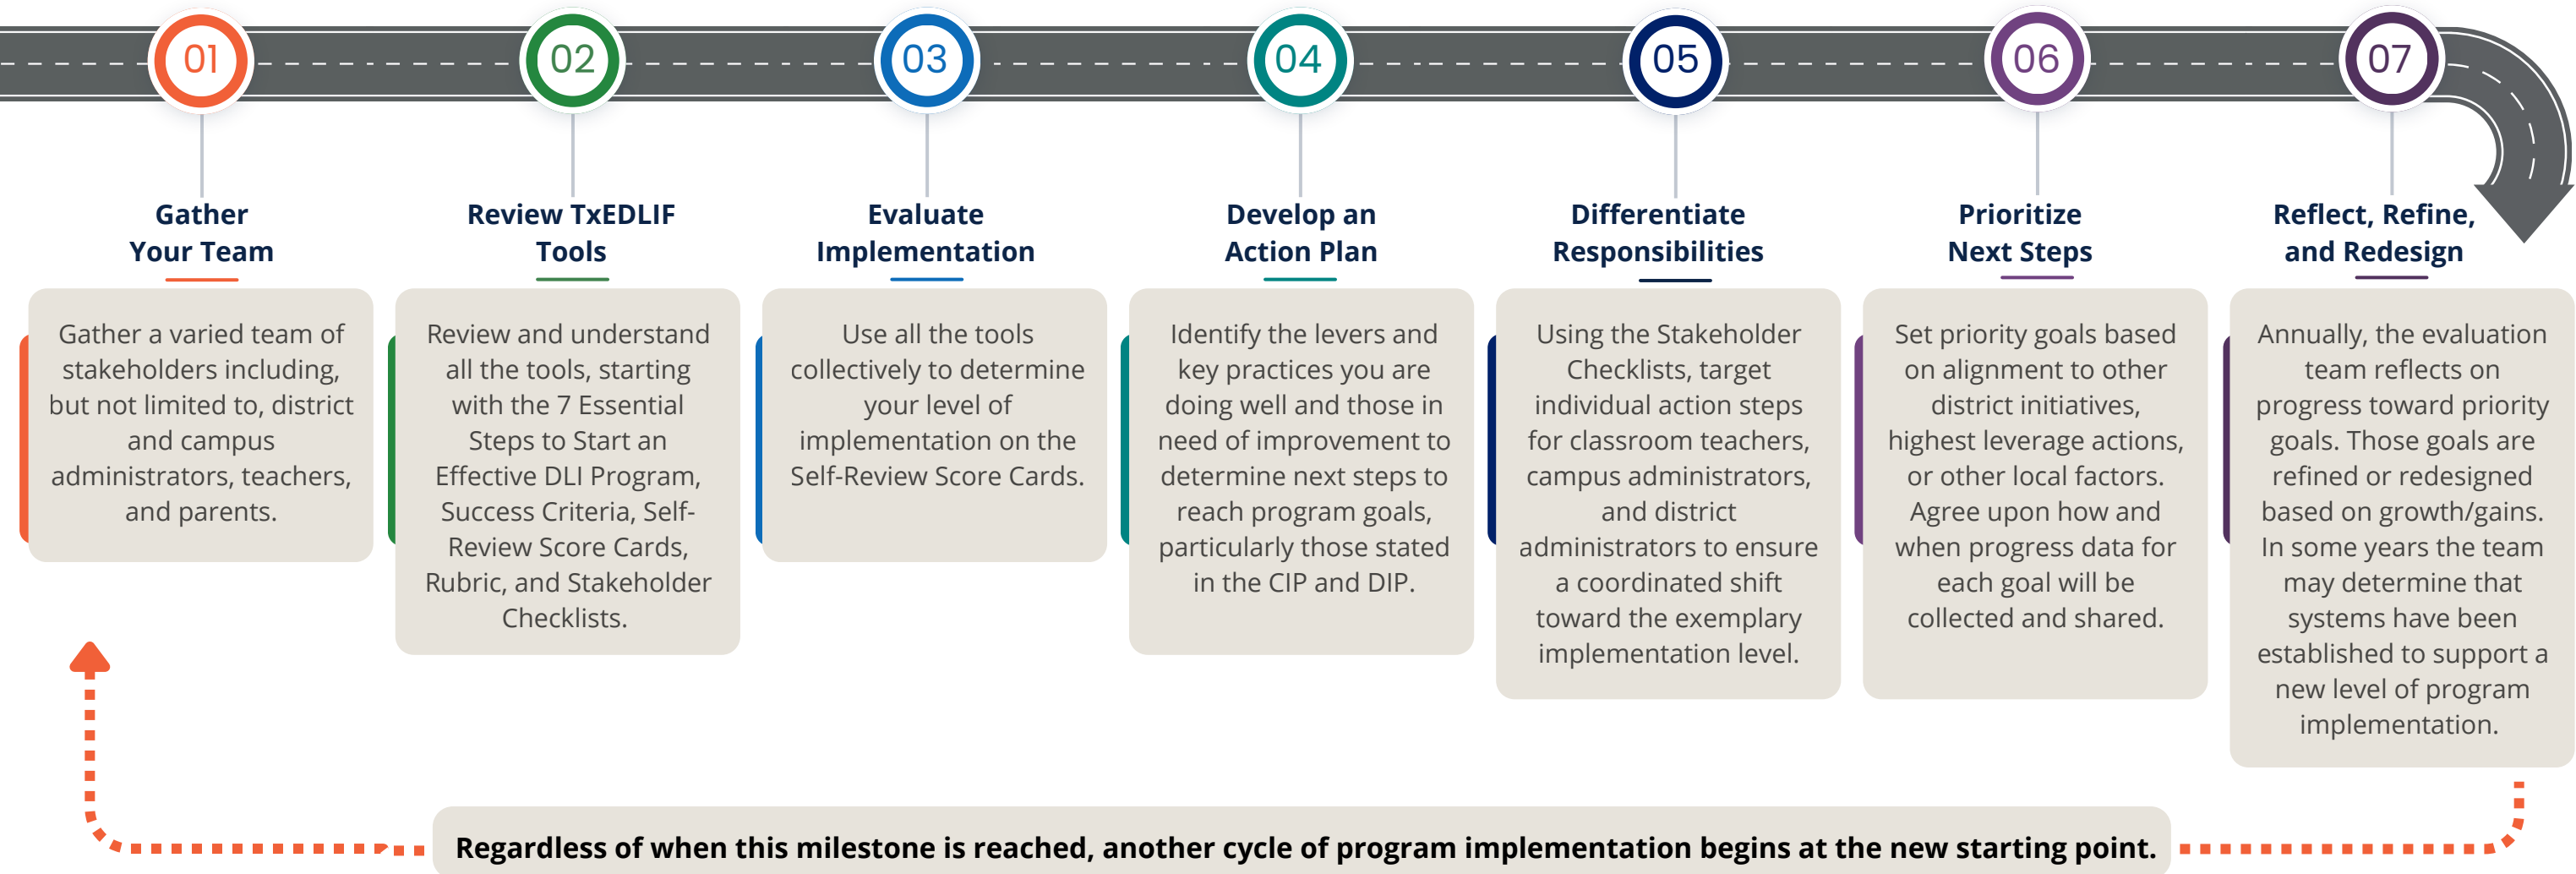 01
Gather
Your Team
Gather a varied team of
stakeholders including,
but not limited to, district
and campus
administrators, teachers,
and parents.
02
Review TxEDLIF
Tools
Review and understand
all the tools, starting
with the 7 Essential
Steps to Start an
Effective DLI Program,
Success Criteria, Self-
Review Score Cards,
Rubric, and Stakeholder
Checklists.
03
Evaluate
Implementation
Use all the tools
collectively to determine
your level of
implementation on the
Self-Review Score Cards.
04
Develop an
Action Plan
Identify the levers and
key practices you are
doing well and those in
need of improvement to
determine next steps to
reach program goals,
particularly those stated
in the CIP and DIP.
05
Differentiate
Responsibilities
Using the Stakeholder
Checklists, target
individual action steps
for classroom teachers,
campus administrators,
and district
administrators to ensure
a coordinated shift
toward the exemplary
implementation level.
06
Prioritize
Next Steps
Set priority goals based
on alignment to other
district initiatives,
highest leverage actions,
or other local factors.
Agree upon how and
when progress data for
each goal will be
collected and shared.
07
Reflect, Refine,
and Redesign
Annually, the evaluation
team reflects on
progress toward priority
goals. Those goals are
refined or redesigned
based on growth/gains.
In some years the team
may determine that
systems have been
established to support a
new level of program
implementation.
Regardless of when this milestone is reached, another cycle of program implementation begins at the new starting point.